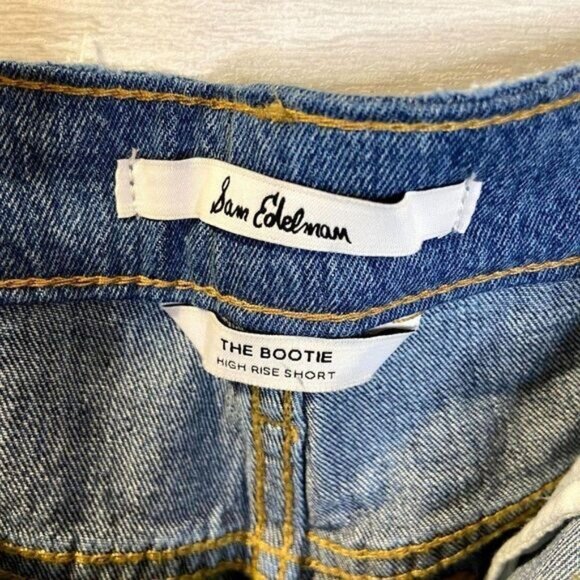 Sam Edelman
THE BOOTIE
HIGH RISE SHORT